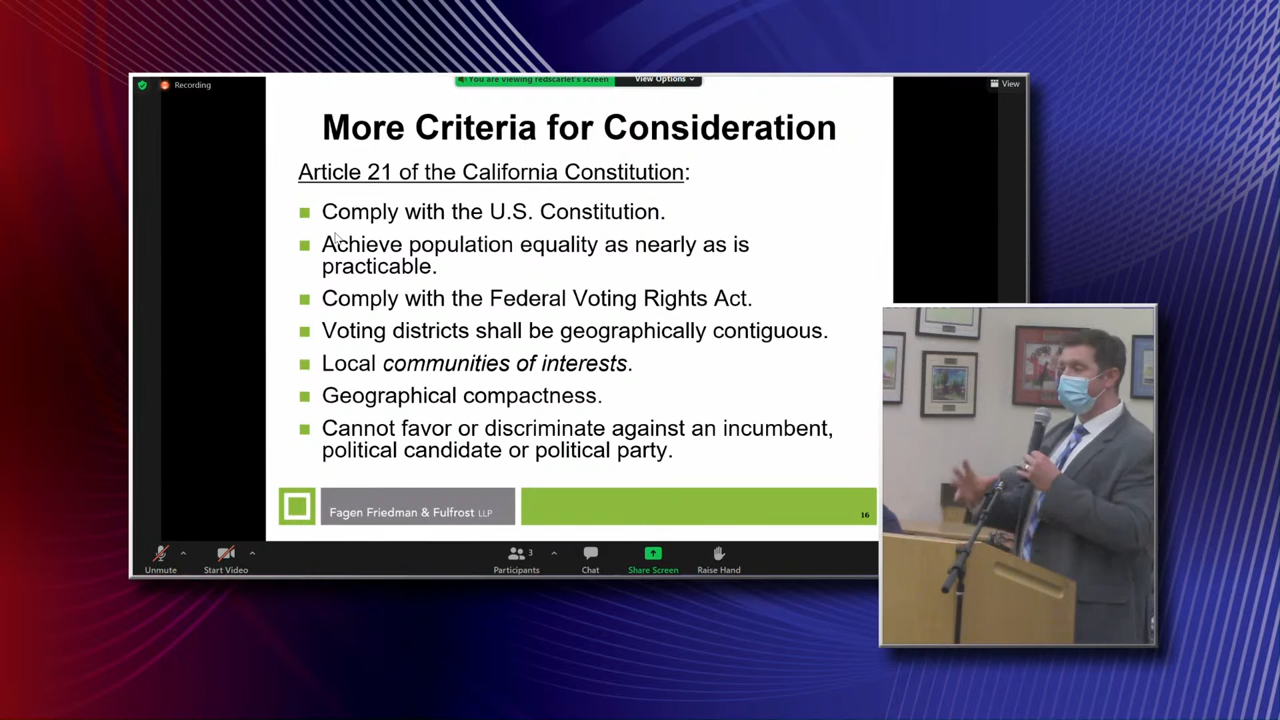 You are viewing redscarlet's screen
View Options
Recording
View
More Criteria for Consideration
Article 21 of the California Constitution:
Comply with the U.S. Constitution.
Achieve population equality as nearly as is
practicable.
Comply with the Federal Voting Rights Act.
Voting districts shall be geographically contiguous.
Local communities of interests.
Geographical compactness.
Cannot favor or discriminate against an incumbent,
political candidate or political party.
Fagen Friedman & Fulfrost LLP
16
Unmute
Start Video
3
Participants
Chat
Share Screen
Raise Hand